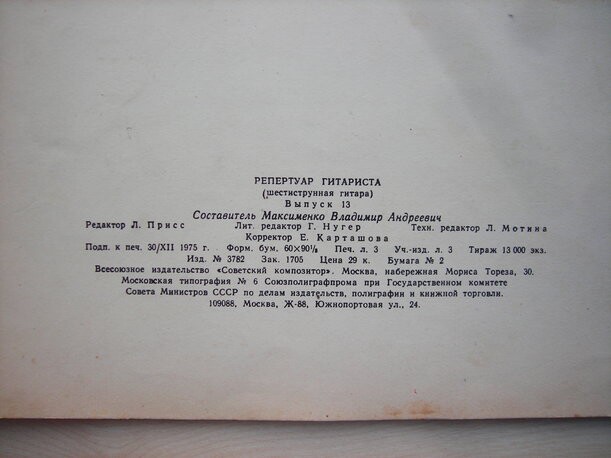 РЕПЕРТУАР ГИТАРИСТА
(шестиструнная гитара)
Выпуск 13
Составитель Максименко Владимир Андреевич
Редактор Л. Присс Лит. редактор Г. Нугер Техн. редактор Л. Мотина
Корректор Е. Карташова
Подп. к печ. 30/XII 1975 г. Форм. бум. 60×90⅛ Печ. л. 3 Уч.-изд. л. 3 Тираж 13 000 экз.
Изд. № 3782 Зак. 1705 Цена 29 к. Бумага № 2
Всесоюзное издательство «Советский композитор». Москва, набережная Мориса Тореза, 30.
Московская типография № 6 Союзполиграфпрома при Государственном комитете
Совета Министров СССР по делам издательств, полиграфии и книжной торговли.
109088, Москва, Ж-88, Южнопортовая ул., 24.